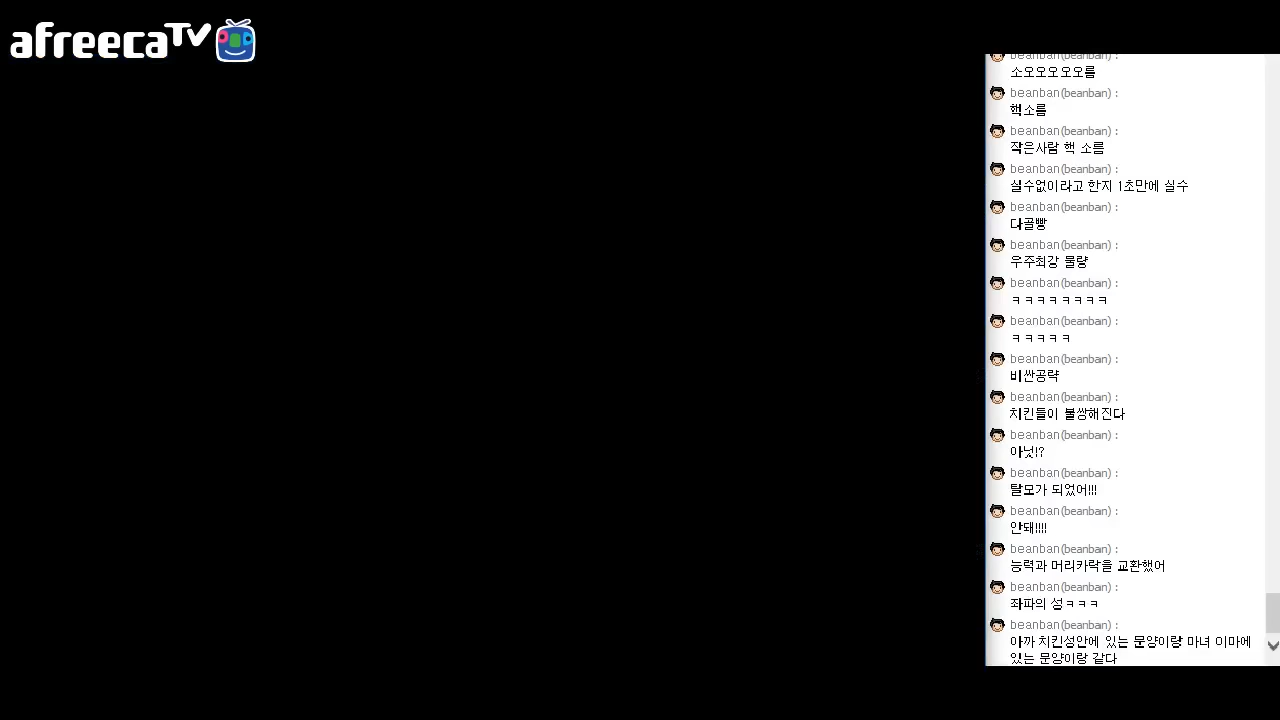 afreecaTV
beanban(beanban) :
소오오오오오름
beanban(beanban) :
핵소름
beanban(beanban) :
작은사람 핵 소름
beanban(beanban) :
실수없이라고 한지 1초만에 실수
beanban(beanban) :
다골빵
beanban(beanban) :
우주최강 물량
beanban(beanban) :
ㅋㅋㅋㅋㅋㅋㅋㅋ
beanban(beanban) :
ㅋㅋㅋㅋㅋ
beanban(beanban) :
비싼공략
beanban(beanban) :
치킨들이 불쌍해진다
beanban(beanban) :
아닛!?
beanban(beanban) :
탈모가 되었어!!!
beanban(beanban) :
안돼!!!!
beanban(beanban) :
능력과 머리카락을 교환했어
beanban(beanban) :
좌파의 성ㅋㅋㅋ
beanban(beanban) :
아까 치킨성안에 있는 문양이랑 마녀 이마에
있는 문양이랑 같다